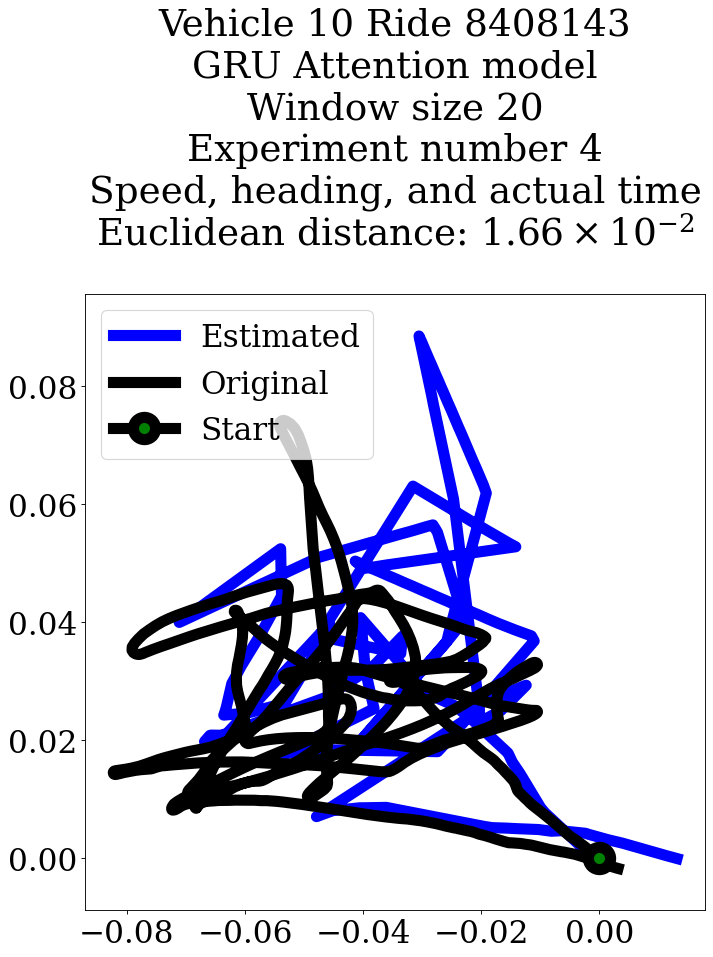 Vehicle 10 Ride 8408143
GRU Attention model
Window size 20
Experiment number 4
Speed, heading, and actual time
Euclidean distance: 1.66 × 10⁻²
Estimated
Original
Start
0.08
0.06
0.04
0.02
0.00
−0.08 −0.06 −0.04 −0.02 0.00